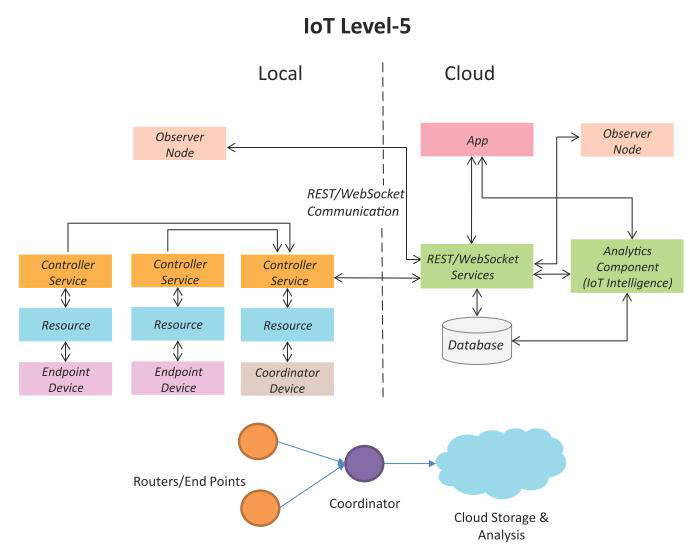 IoT Level-5
Local
Cloud
Observer
Node
App
Observer
Node
REST/WebSocket
Communication
Controller
Service
Controller
Service
Controller
Service
REST/WebSocket
Services
Analytics
Component
(IoT Intelligence)
Resource
Resource
Resource
Database
Endpoint
Device
Endpoint
Device
Coordinator
Device
Routers/End Points
Coordinator
Cloud Storage &
Analysis